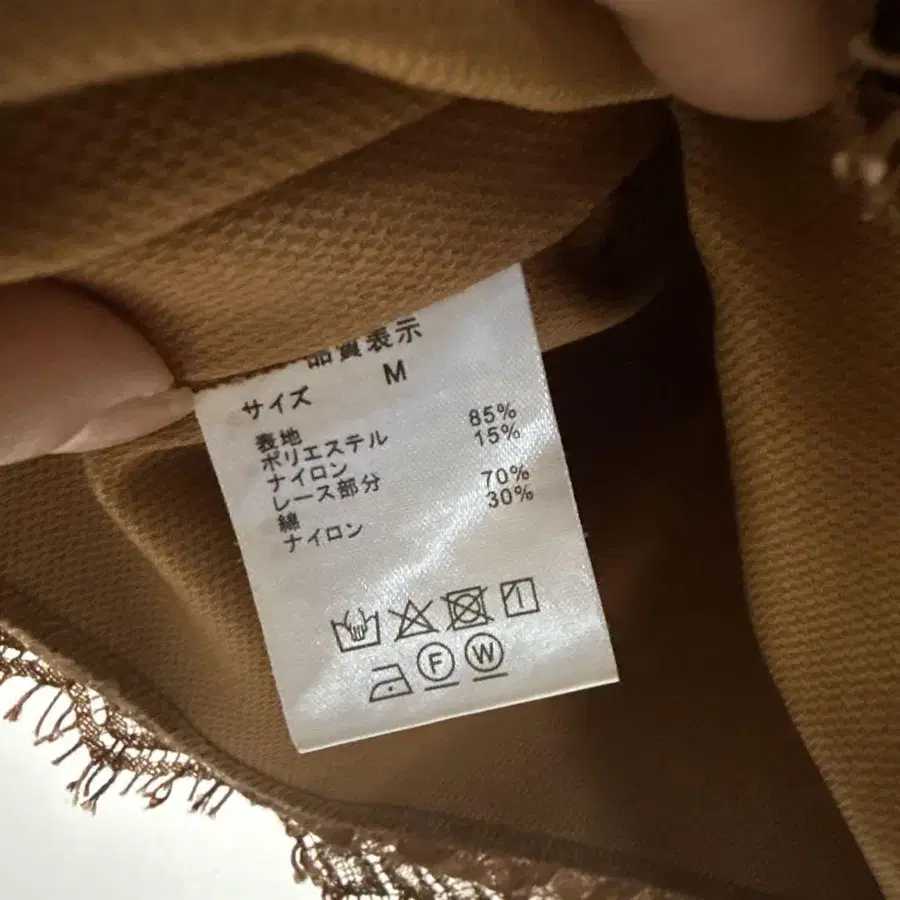 品質表示
サイズ M
表地
ポリエステル 85%
ナイロン 15%
レース部分
綿 70%
ナイロン 30%
F W